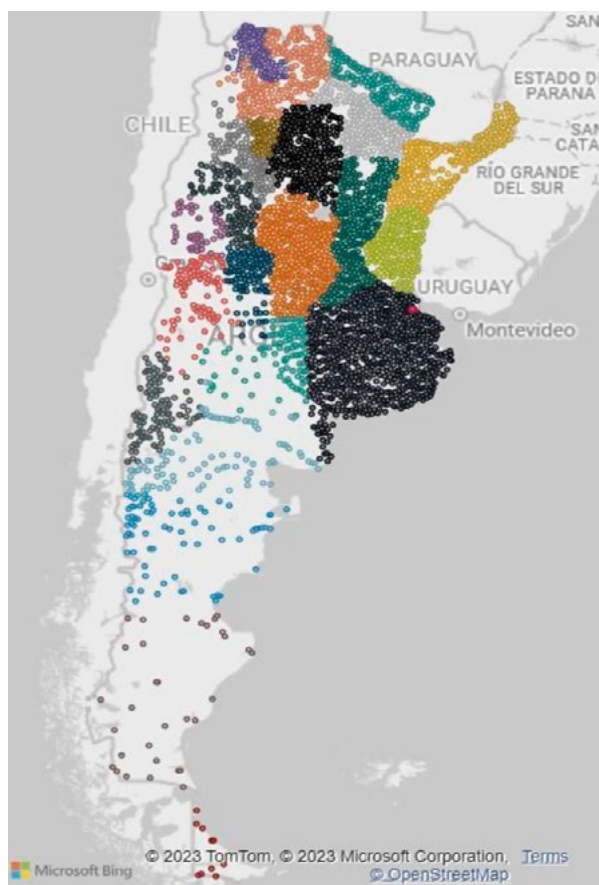 SAN
PARAGUAY
ESTADO D
PARANA
CHILE
SAN
CATA
RÍO GRANDE
DEL SUR
URUGUAY
Montevideo
© 2023 TomTom, © 2023 Microsoft Corporation, Terms
Microsoft Bing
© OpenStreetMap